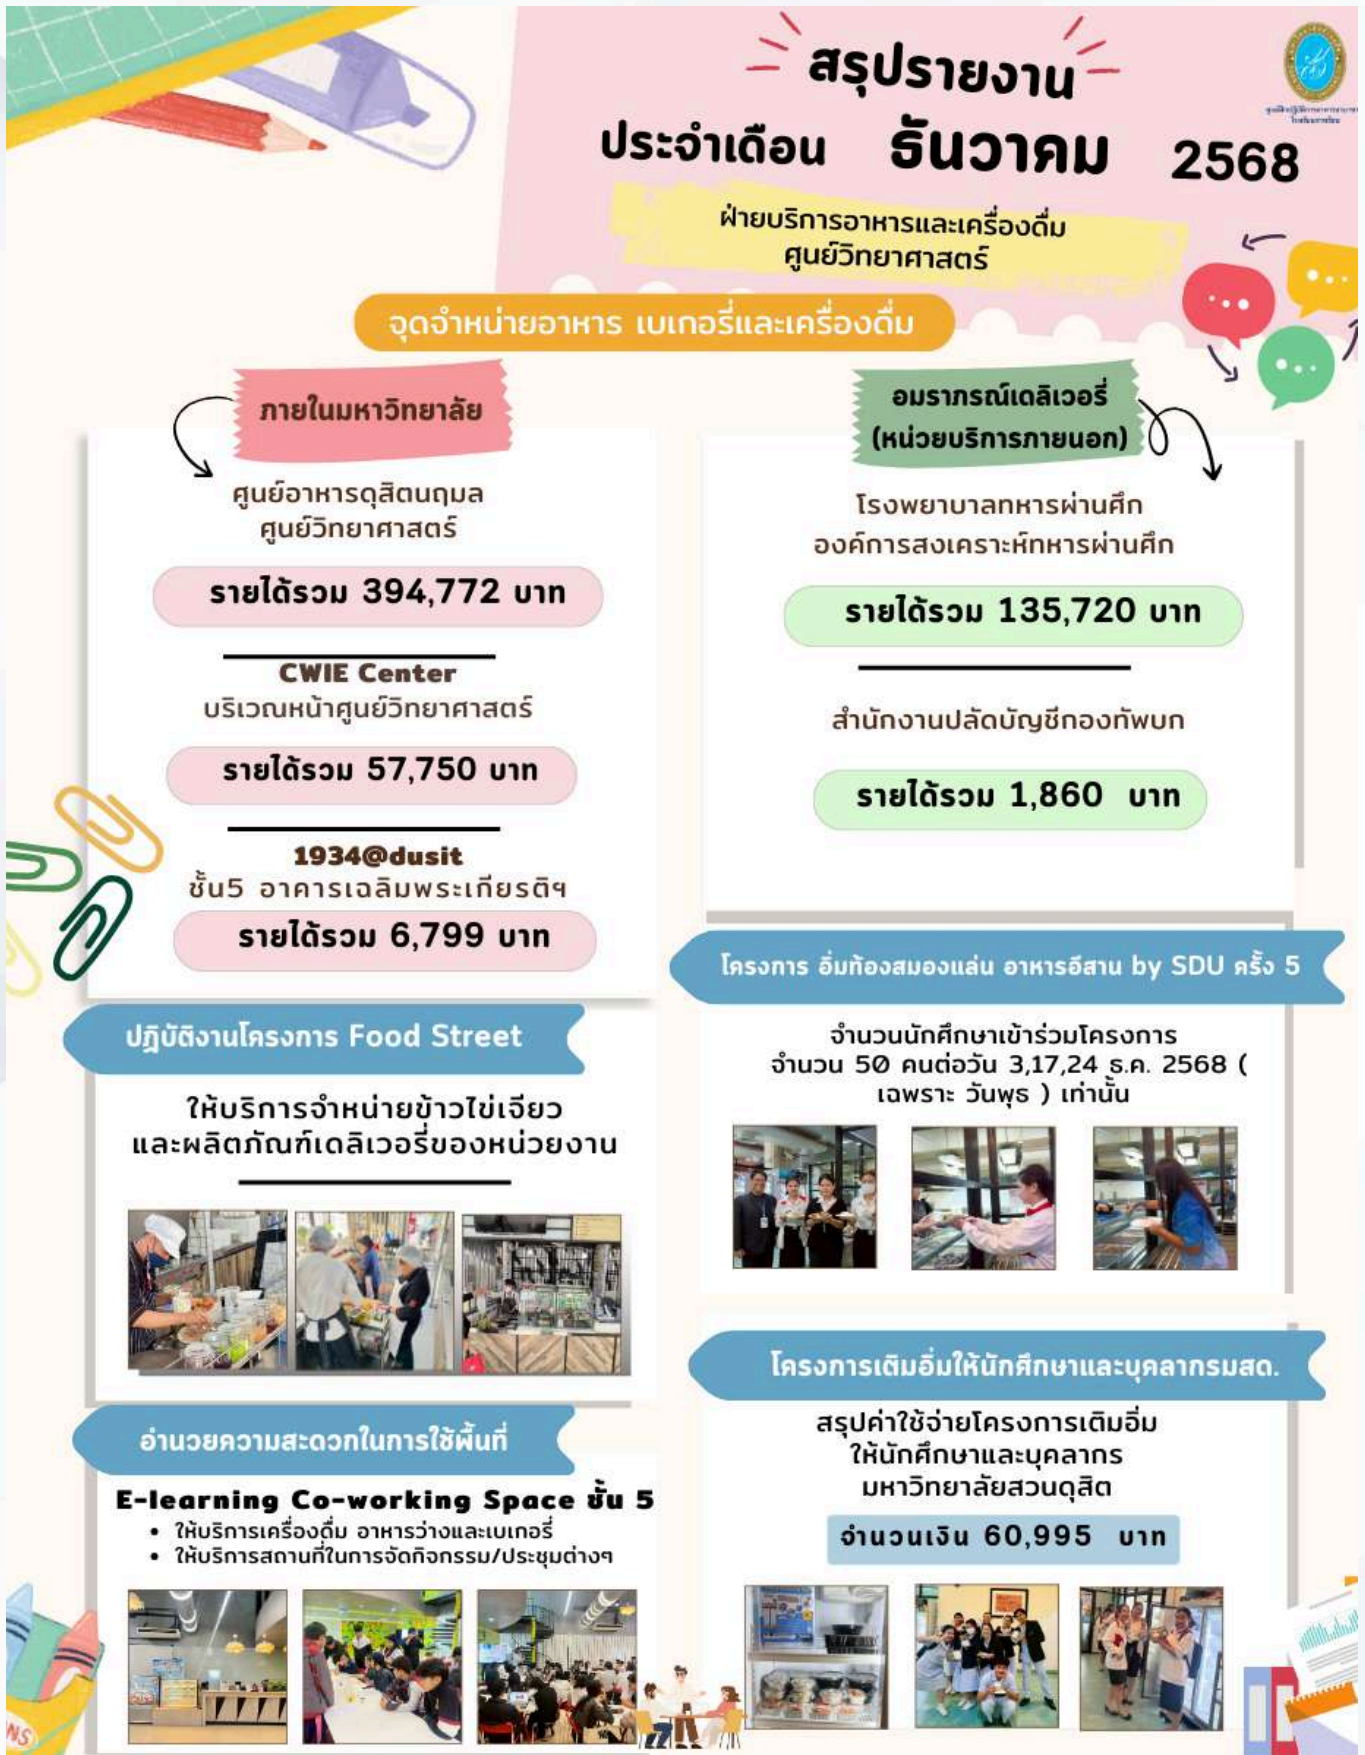 สรุปรายงาน
ประจำเดือน ธันวาคม 2568
ฝ่ายบริการอาหารและเครื่องดื่ม
ศูนย์วิทยาศาสตร์
จุดจำหน่ายอาหาร เบเกอรี่และเครื่องดื่ม
ภายในมหาวิทยาลัย
ศูนย์อาหารดุสิตนฤมล
ศูนย์วิทยาศาสตร์
รายได้รวม 394,772 บาท
CWIE Center
บริเวณหน้าศูนย์วิทยาศาสตร์
รายได้รวม 57,750 บาท
1934@dusit
ชั้น5 อาคารเฉลิมพระเกียรติฯ
รายได้รวม 6,799 บาท
อมราภรณ์เดลิเวอรี่
(หน่วยบริการภายนอก)
โรงพยาบาลทหารผ่านศึก
องค์การสงเคราะห์ทหารผ่านศึก
รายได้รวม 135,720 บาท
สำนักงานปลัดบัญชีกองทัพบก
รายได้รวม 1,860 บาท
ปฏิบัติงานโครงการ Food Street
ให้บริการจำหน่ายข้าวไข่เจียว
และผลิตภัณฑ์เดลิเวอรี่ของหน่วยงาน
โครงการ อิ่มท้องสมองแล่น อาหารอีสาน by SDU ครั้ง 5
จำนวนนักศึกษาเข้าร่วมโครงการ
จำนวน 50 คนต่อวัน 3,17,24 ธ.ค. 2568 (
เฉพราะ วันพุธ ) เท่านั้น
อำนวยความสะดวกในการใช้พื้นที่
E-learning Co-working Space ชั้น 5
• ให้บริการเครื่องดื่ม อาหารว่างและเบเกอรี่
• ให้บริการสถานที่ในการจัดกิจกรรม/ประชุมต่างๆ
โครงการเติมอิ่มให้นักศึกษาและบุคลากรมสด.
สรุปค่าใช้จ่ายโครงการเติมอิ่ม
ให้นักศึกษาและบุคลากร
มหาวิทยาลัยสวนดุสิต
จำนวนเงิน 60,995 บาท